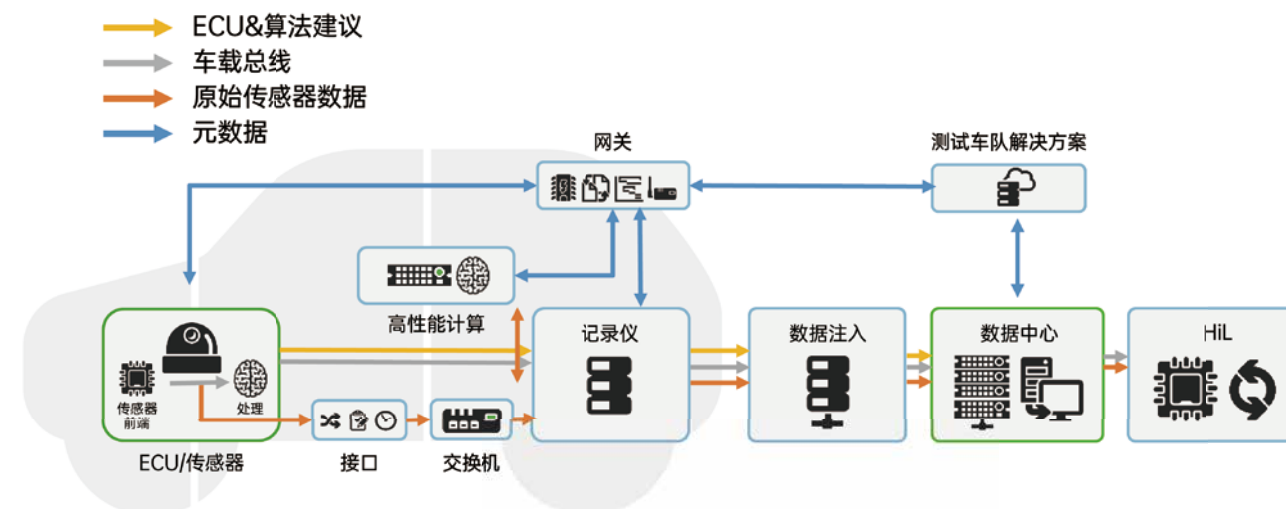 ECU&算法建议
车载总线
原始传感器数据
元数据
网关
测试车队解决方案
高性能计算
记录仪
数据注入
数据中心
HiL
传感器
前端
处理
ECU/传感器
接口
交换机